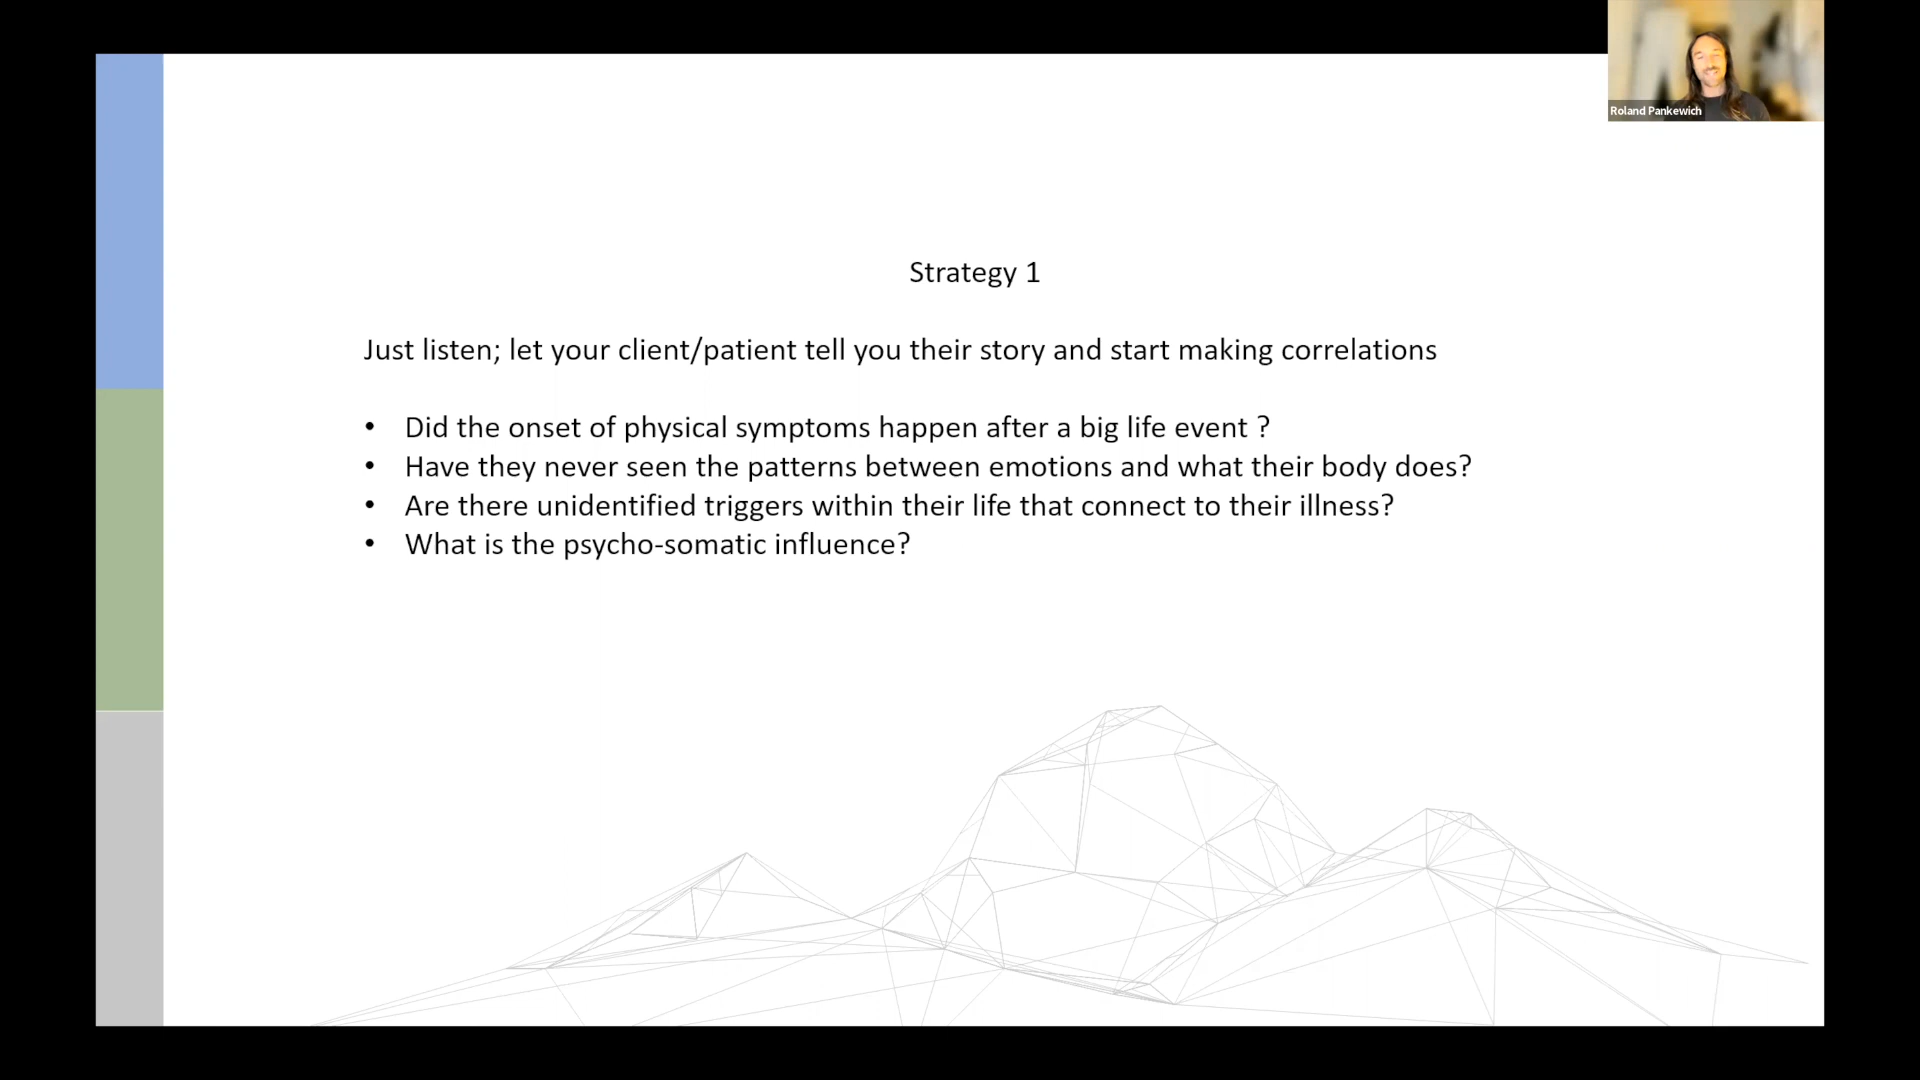 Roland Pankewich
Strategy 1
Just listen; let your client/patient tell you their story and start making correlations
• Did the onset of physical symptoms happen after a big life event ?
• Have they never seen the patterns between emotions and what their body does?
• Are there unidentified triggers within their life that connect to their illness?
• What is the psycho-somatic influence?